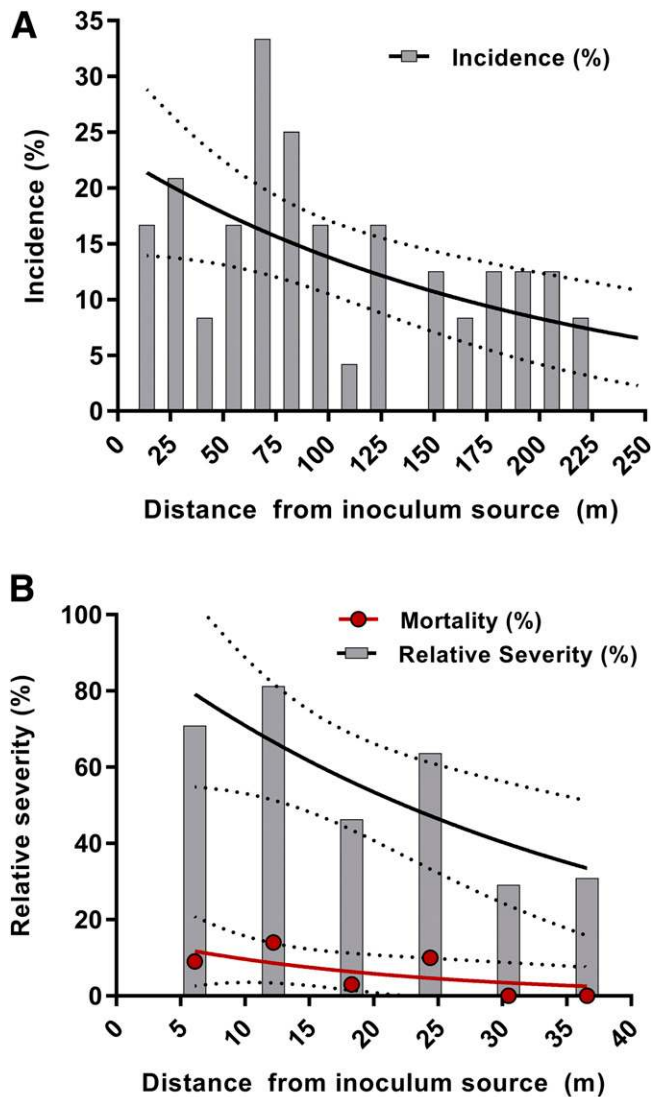 A
Incidence (%)
35
30
25
20
15
10
5
0
Incidence (%)
0 25 50 75 100 125 150 175 200 225 250
Distance from inoculum source (m)
B
Mortality (%)
Relative Severity (%)
100
80
60
40
20
0
Relative severity (%)
0 5 10 15 20 25 30 35 40
Distance from inoculum source (m)